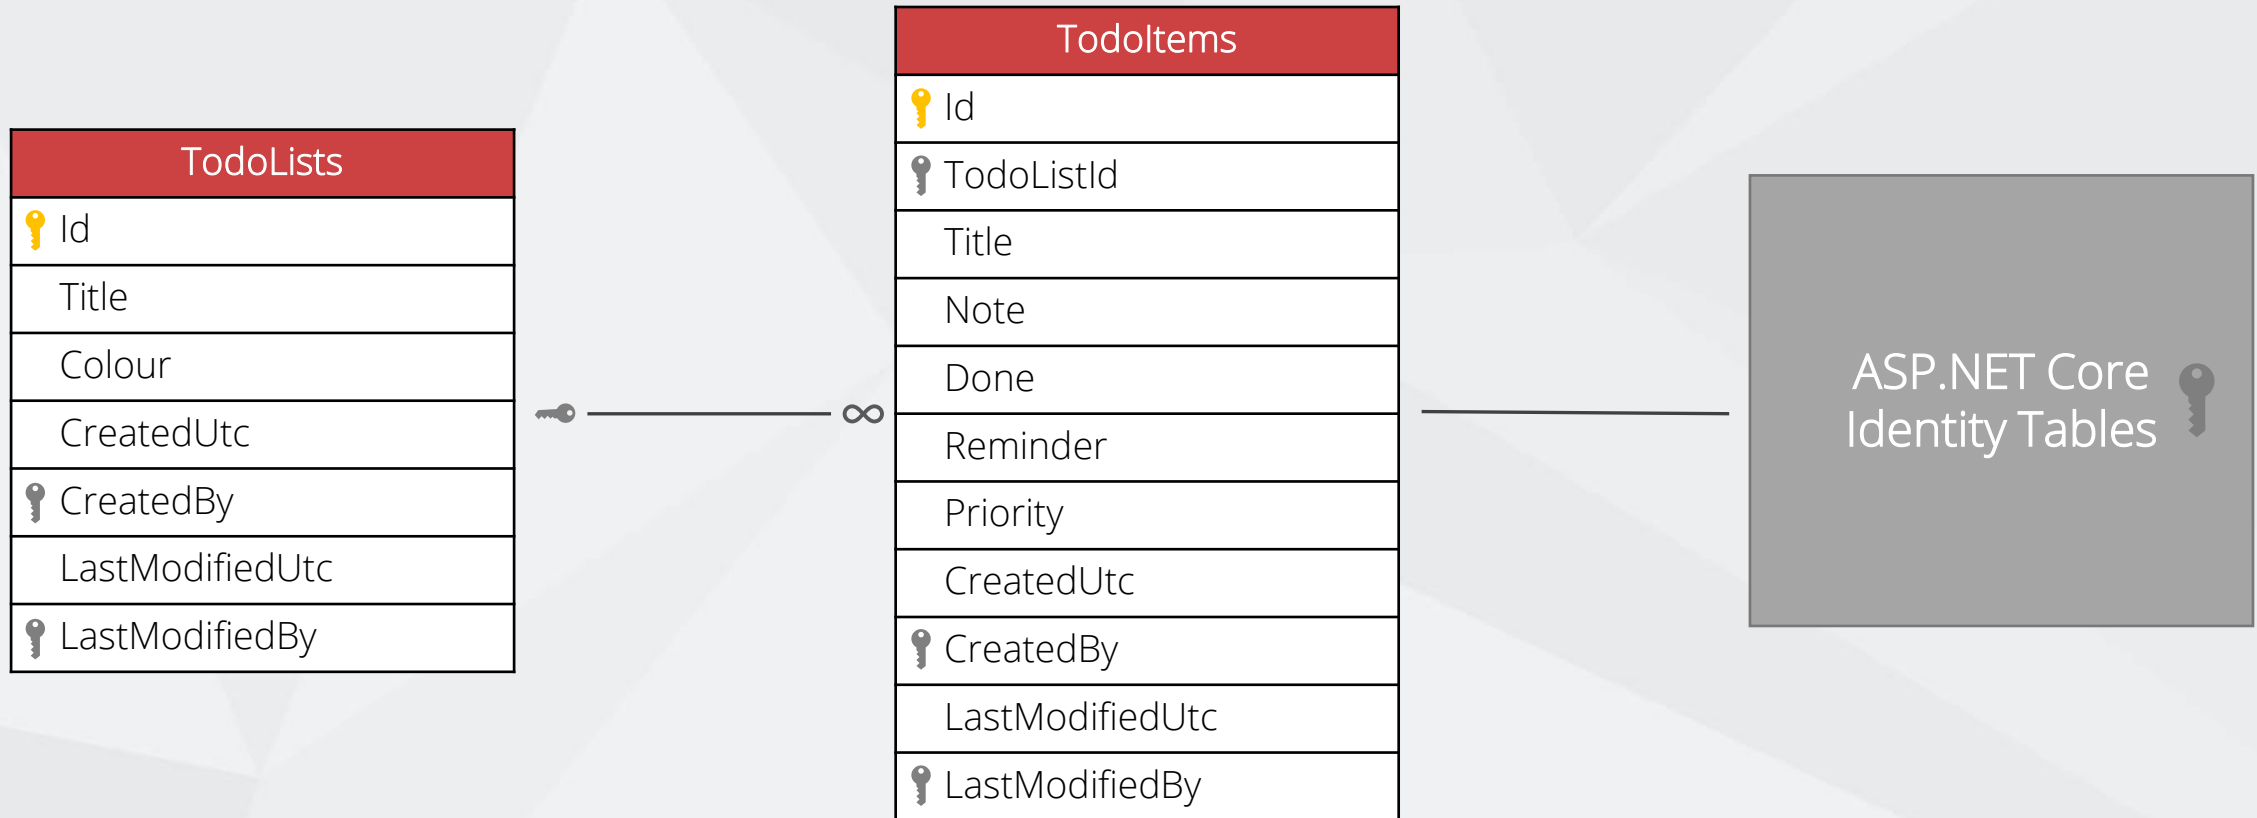 TodoLists
Id
Title
Colour
CreatedUtc
CreatedBy
LastModifiedUtc
LastModifiedBy
TodoItems
Id
TodoListId
Title
Note
Done
Reminder
Priority
CreatedUtc
CreatedBy
LastModifiedUtc
LastModifiedBy
ASP.NET Core
Identity Tables